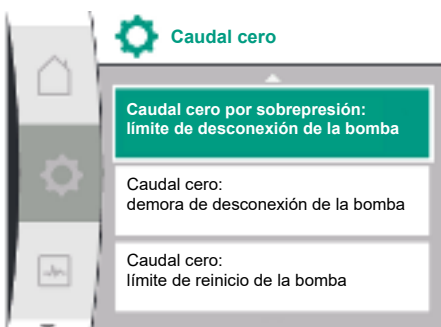 Caudal cero
Caudal cero por sobrepresión:
límite de desconexión de la bomba
Caudal cero:
demora de desconexión de la bomba
Caudal cero:
límite de reinicio de la bomba